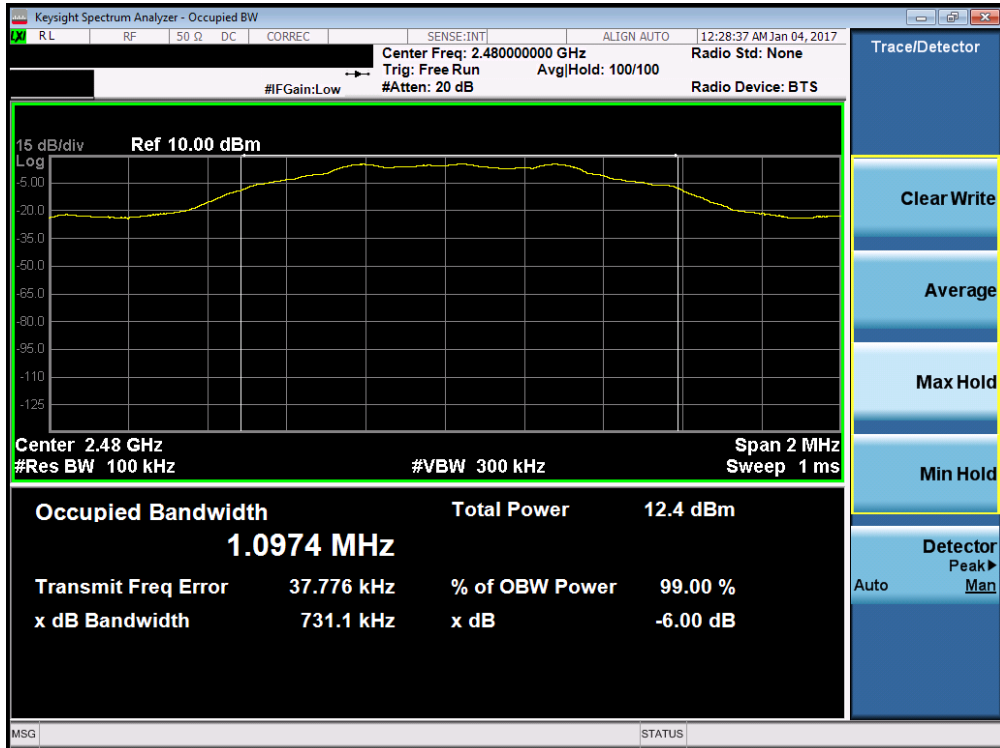 Keysight Spectrum Analyzer - Occupied BW
LXI RL RF 50 Ω DC CORREC SENSE:INT ALIGN AUTO 12:28:37 AM Jan 04, 2017
Center Freq: 2.480000000 GHz Radio Std: None
Trig: Free Run Avg|Hold: 100/100
#IFGain:Low #Atten: 20 dB Radio Device: BTS
Trace/Detector
15 dB/div Ref 10.00 dBm
Log
-5.00
-20.0
-35.0
-50.0
-65.0
-80.0
-95.0
-110
-125
Center 2.48 GHz Span 2 MHz
#Res BW 100 kHz #VBW 300 kHz Sweep 1 ms
Occupied Bandwidth Total Power 12.4 dBm
1.0974 MHz
Transmit Freq Error 37.776 kHz % of OBW Power 99.00 %
x dB Bandwidth 731.1 kHz x dB -6.00 dB
Clear Write
Average
Max Hold
Min Hold
Detector
Peak▶
Auto Man
MSG STATUS